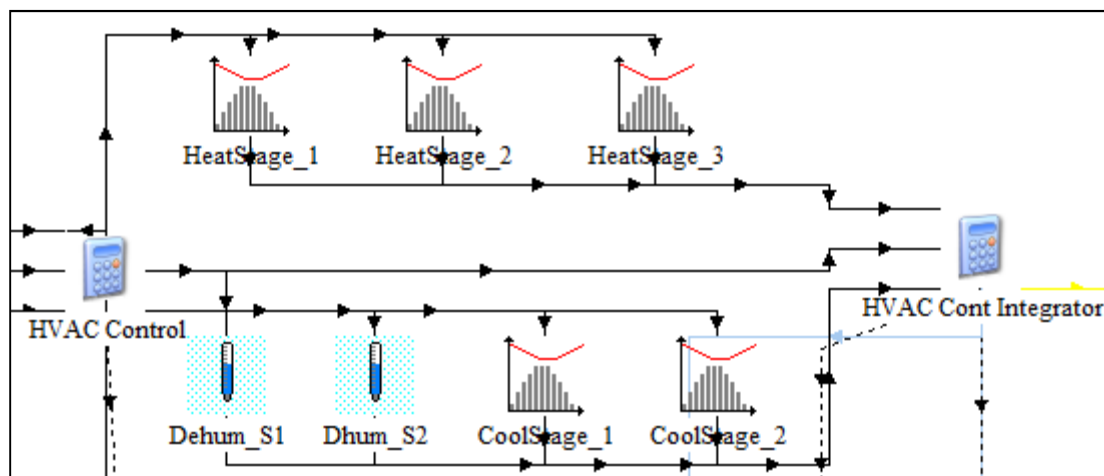 HeatStage_1
HeatStage_2
HeatStage_3
HVAC Control
HVAC Cont Integrator
Dehum_S1
Dhum_S2
CoolStage_1
CoolStage_2